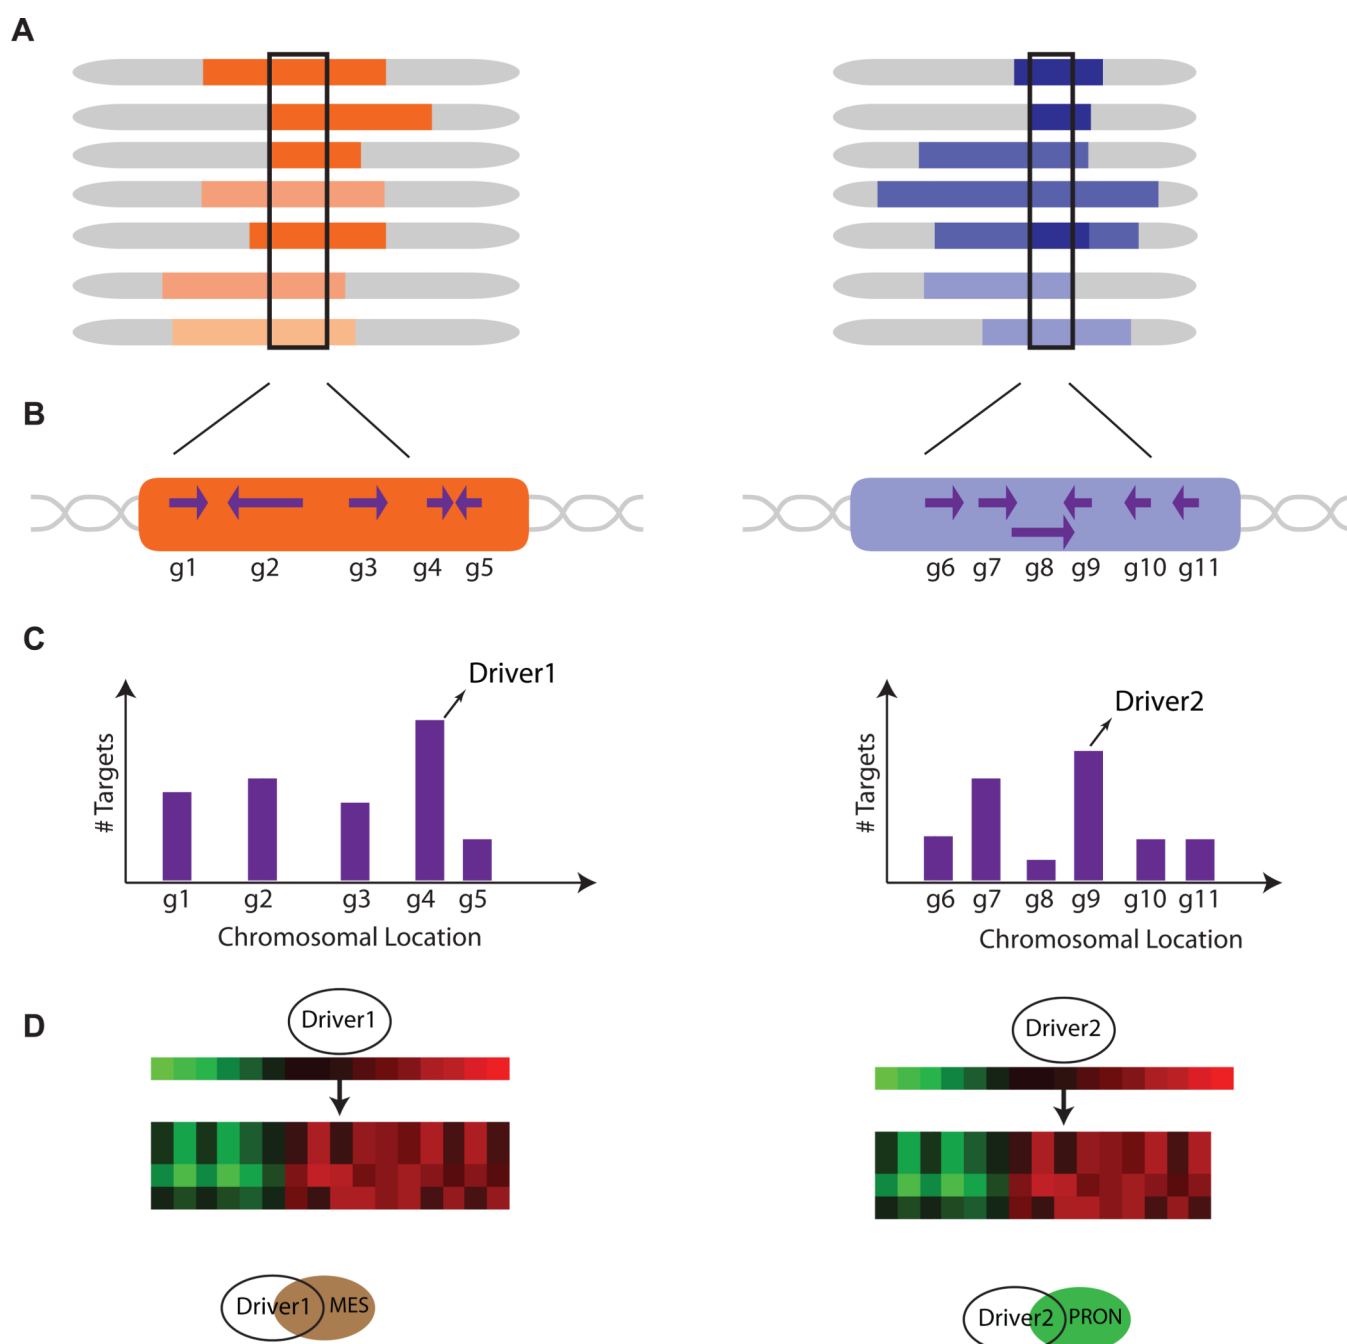 A
B
g1 g2 g3 g4 g5
g6 g7 g8 g9 g10 g11
C
Driver1
# Targets
g1 g2 g3 g4 g5
Chromosomal Location
Driver2
# Targets
g6 g7 g8 g9 g10 g11
Chromosomal Location
D
Driver1
Driver2
Driver1 MES
Driver2 PRON